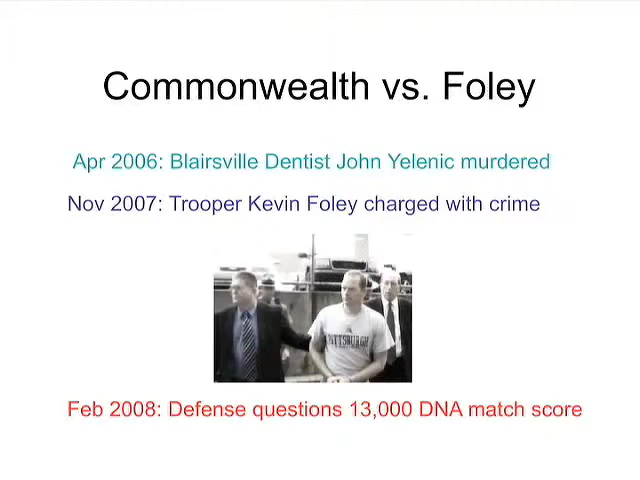 Commonwealth vs. Foley
Apr 2006: Blairsville Dentist John Yelenic murdered
Nov 2007: Trooper Kevin Foley charged with crime
PITTSBURGH
Feb 2008: Defense questions 13,000 DNA match score